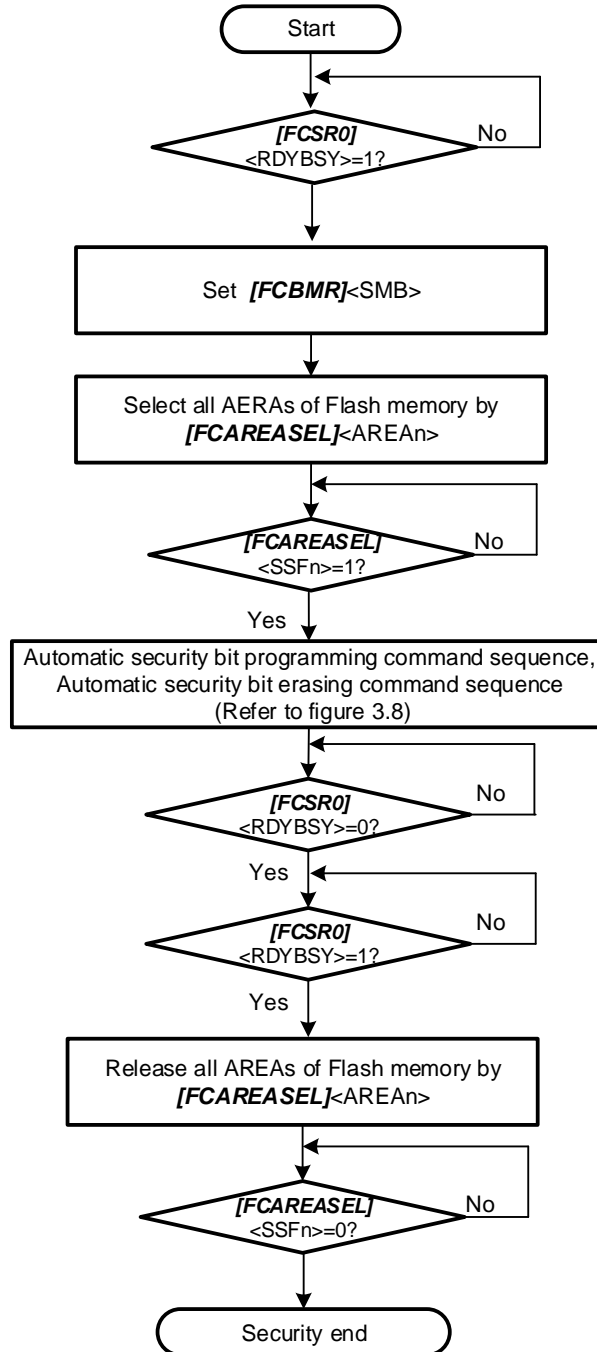 Start
[FCSR0]
<RDYBSY>=1?
No
Set [FCBMR]<SMB>
Select all AERAs of Flash memory by
[FCAREASEL]<AREAn>
[FCAREASEL]
<SSFn>=1?
No
Yes
Automatic security bit programming command sequence,
Automatic security bit erasing command sequence
(Refer to figure 3.8)
[FCSR0]
<RDYBSY>=0?
No
Yes
[FCSR0]
<RDYBSY>=1?
No
Yes
Release all AREAs of Flash memory by
[FCAREASEL]<AREAn>
[FCAREASEL]
<SSFn>=0?
No
Security end